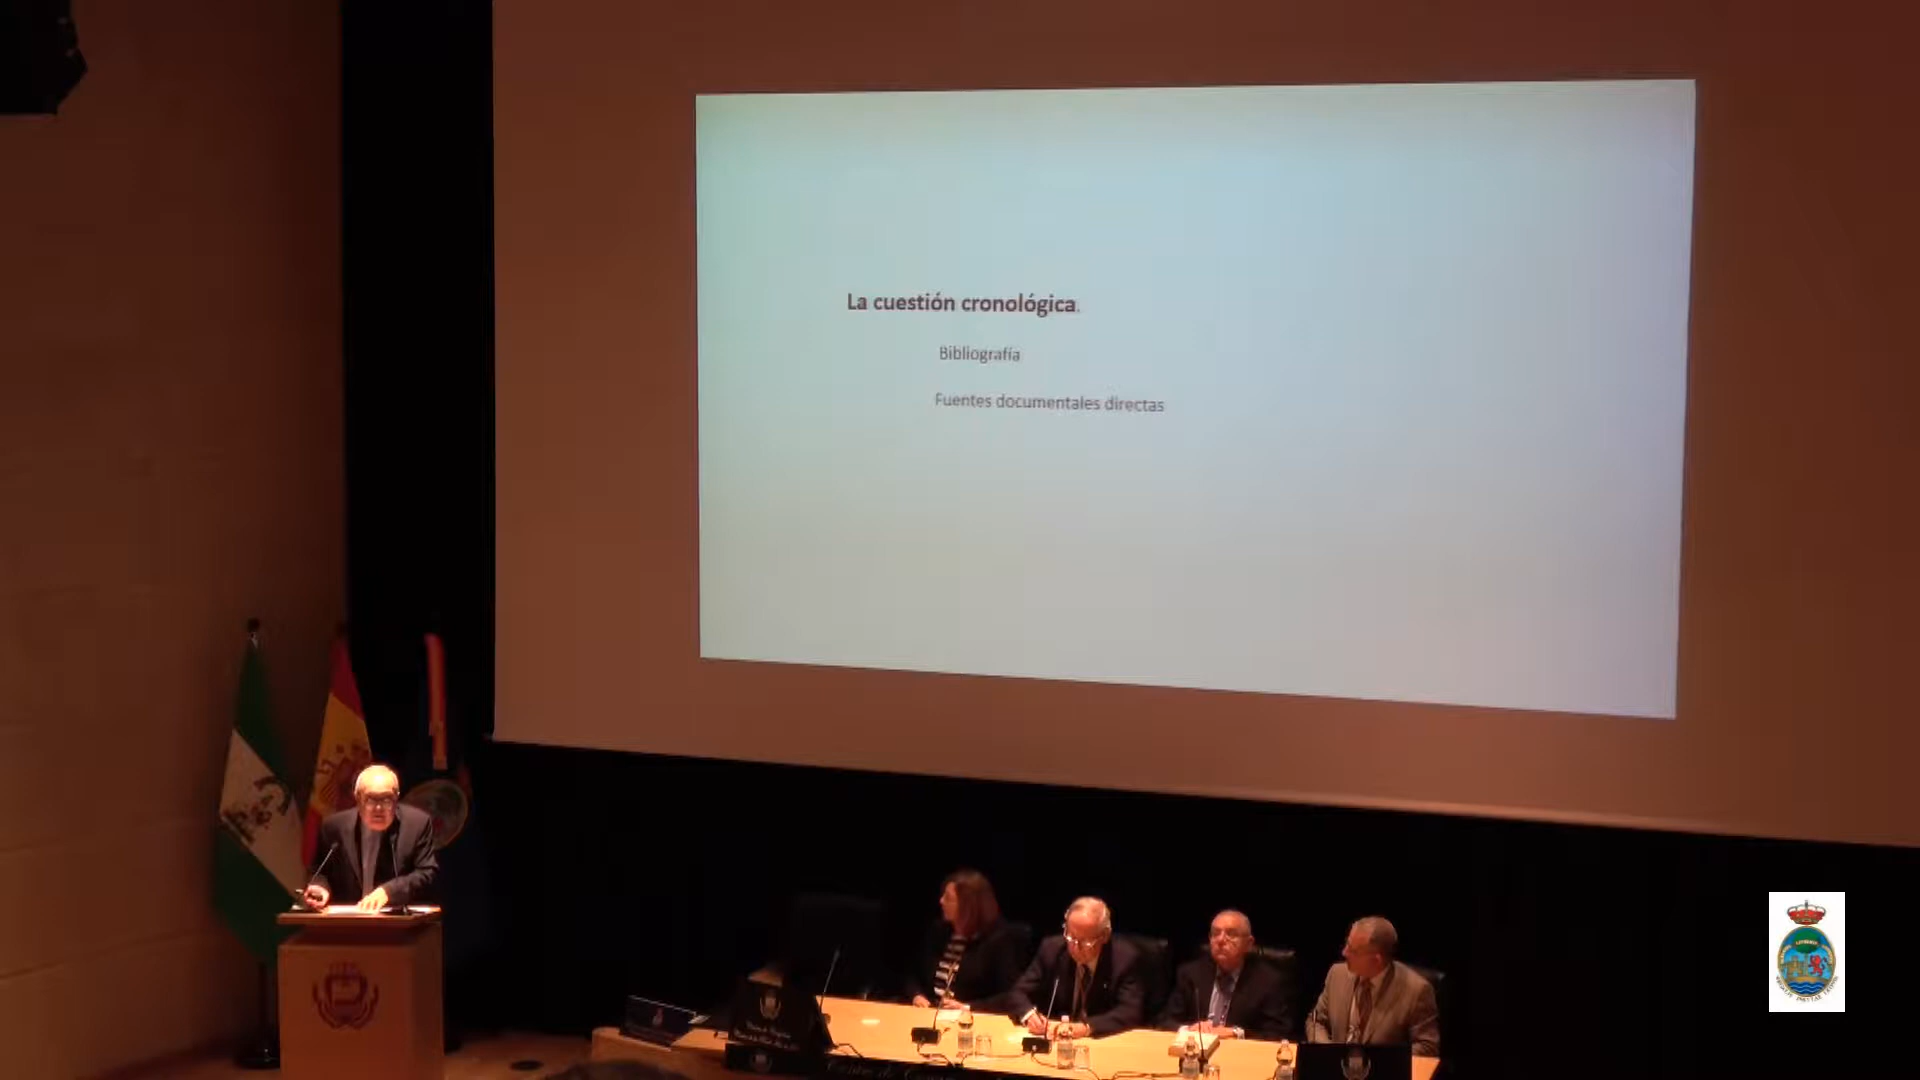 La cuestión cronológica.
Bibliografía
Fuentes documentales directas